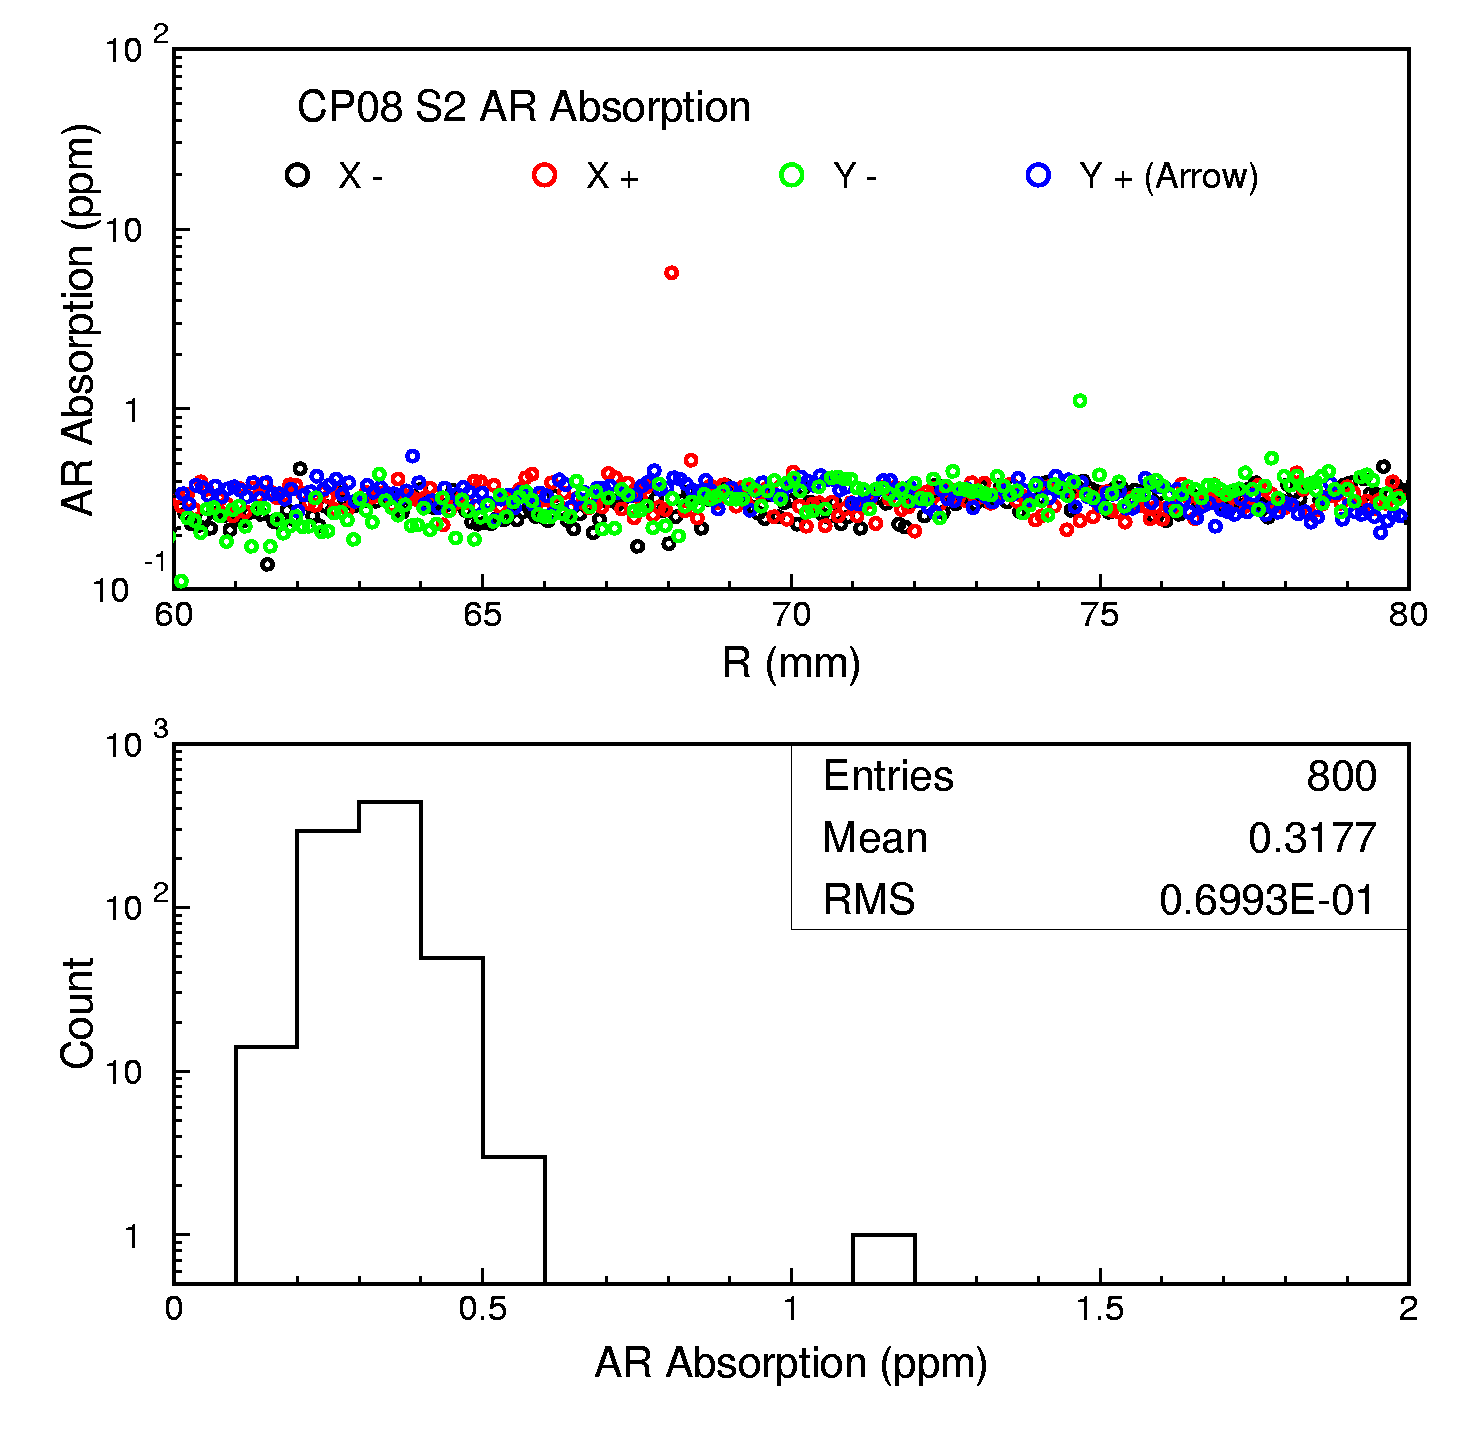 10 2
CP08 S2 AR Absorption
X - X + Y - Y + (Arrow)
10
1
10 -1
AR Absorption (ppm)
60 65 70 75 80
R (mm)
10 3
Entries 800
Mean 0.3177
RMS 0.6993E-01
10 2
10
1
Count
0 0.5 1 1.5 2
AR Absorption (ppm)